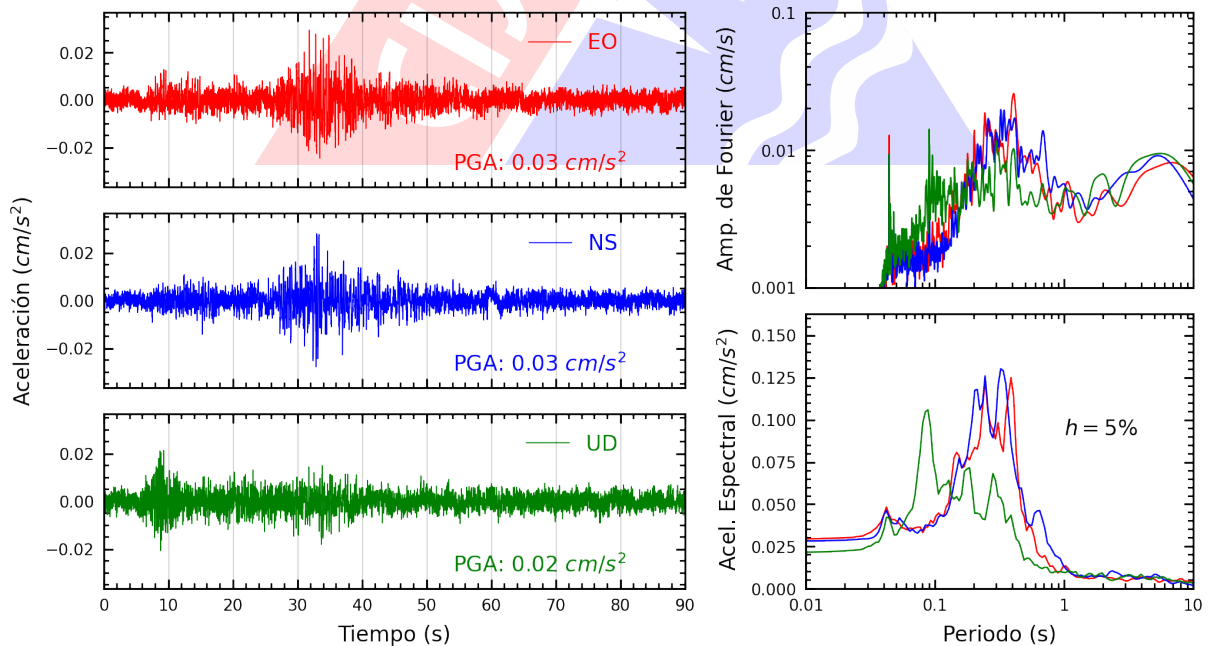 EO
0.02
0.00
−0.02
PGA: 0.03 cm/s²
NS
0.02
0.00
−0.02
PGA: 0.03 cm/s²
UD
0.02
0.00
−0.02
PGA: 0.02 cm/s²
0 10 20 30 40 50 60 70 80 90
Tiempo (s)
Aceleración (cm/s²)
0.1
0.01
0.001
Amp. de Fourier (cm/s)
0.150
0.125
0.100
0.075
0.050
0.025
0.000
Acel. Espectral (cm/s²)
h = 5%
0.01 0.1 1 10
Periodo (s)